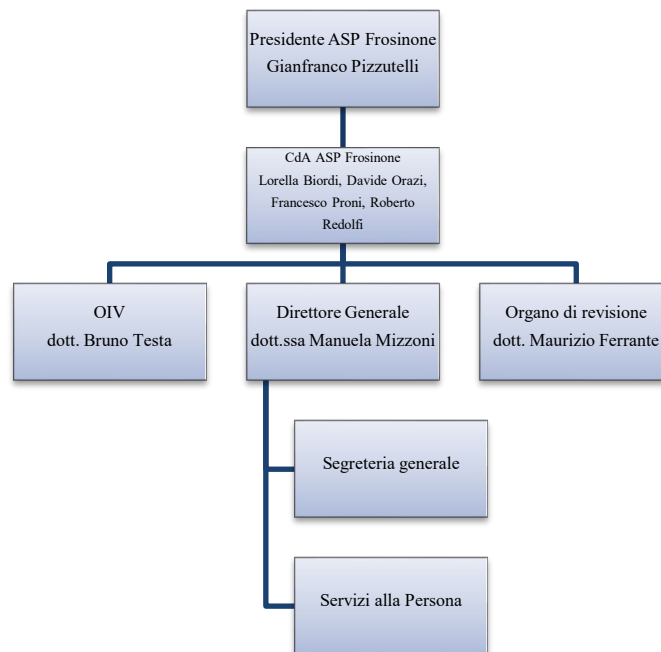 Presidente ASP Frosinone
Gianfranco Pizzutelli
CdA ASP Frosinone
Lorella Biordi, Davide Orazi,
Francesco Proni, Roberto
Redolfi
OIV
dott. Bruno Testa
Direttore Generale
dott.ssa Manuela Mizzoni
Organo di revisione
dott. Maurizio Ferrante
Segreteria generale
Servizi alla Persona